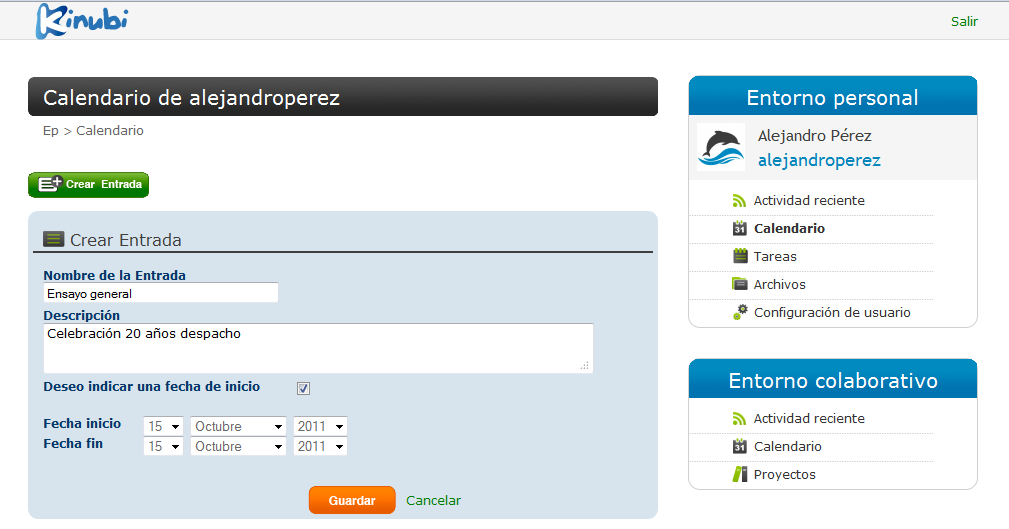 Kinubi
Salir
Calendario de alejandroperez
Ep > Calendario
Crear Entrada
Crear Entrada
Nombre de la Entrada
Ensayo general
Descripción
Celebración 20 años despacho
Deseo indicar una fecha de inicio
Fecha inicio 15 Octubre 2011
Fecha fin 15 Octubre 2011
Guardar Cancelar
Entorno personal
Alejandro Pérez
alejandroperez
Actividad reciente
31 Calendario
Tareas
Archivos
Configuración de usuario
Entorno colaborativo
Actividad reciente
31 Calendario
Proyectos